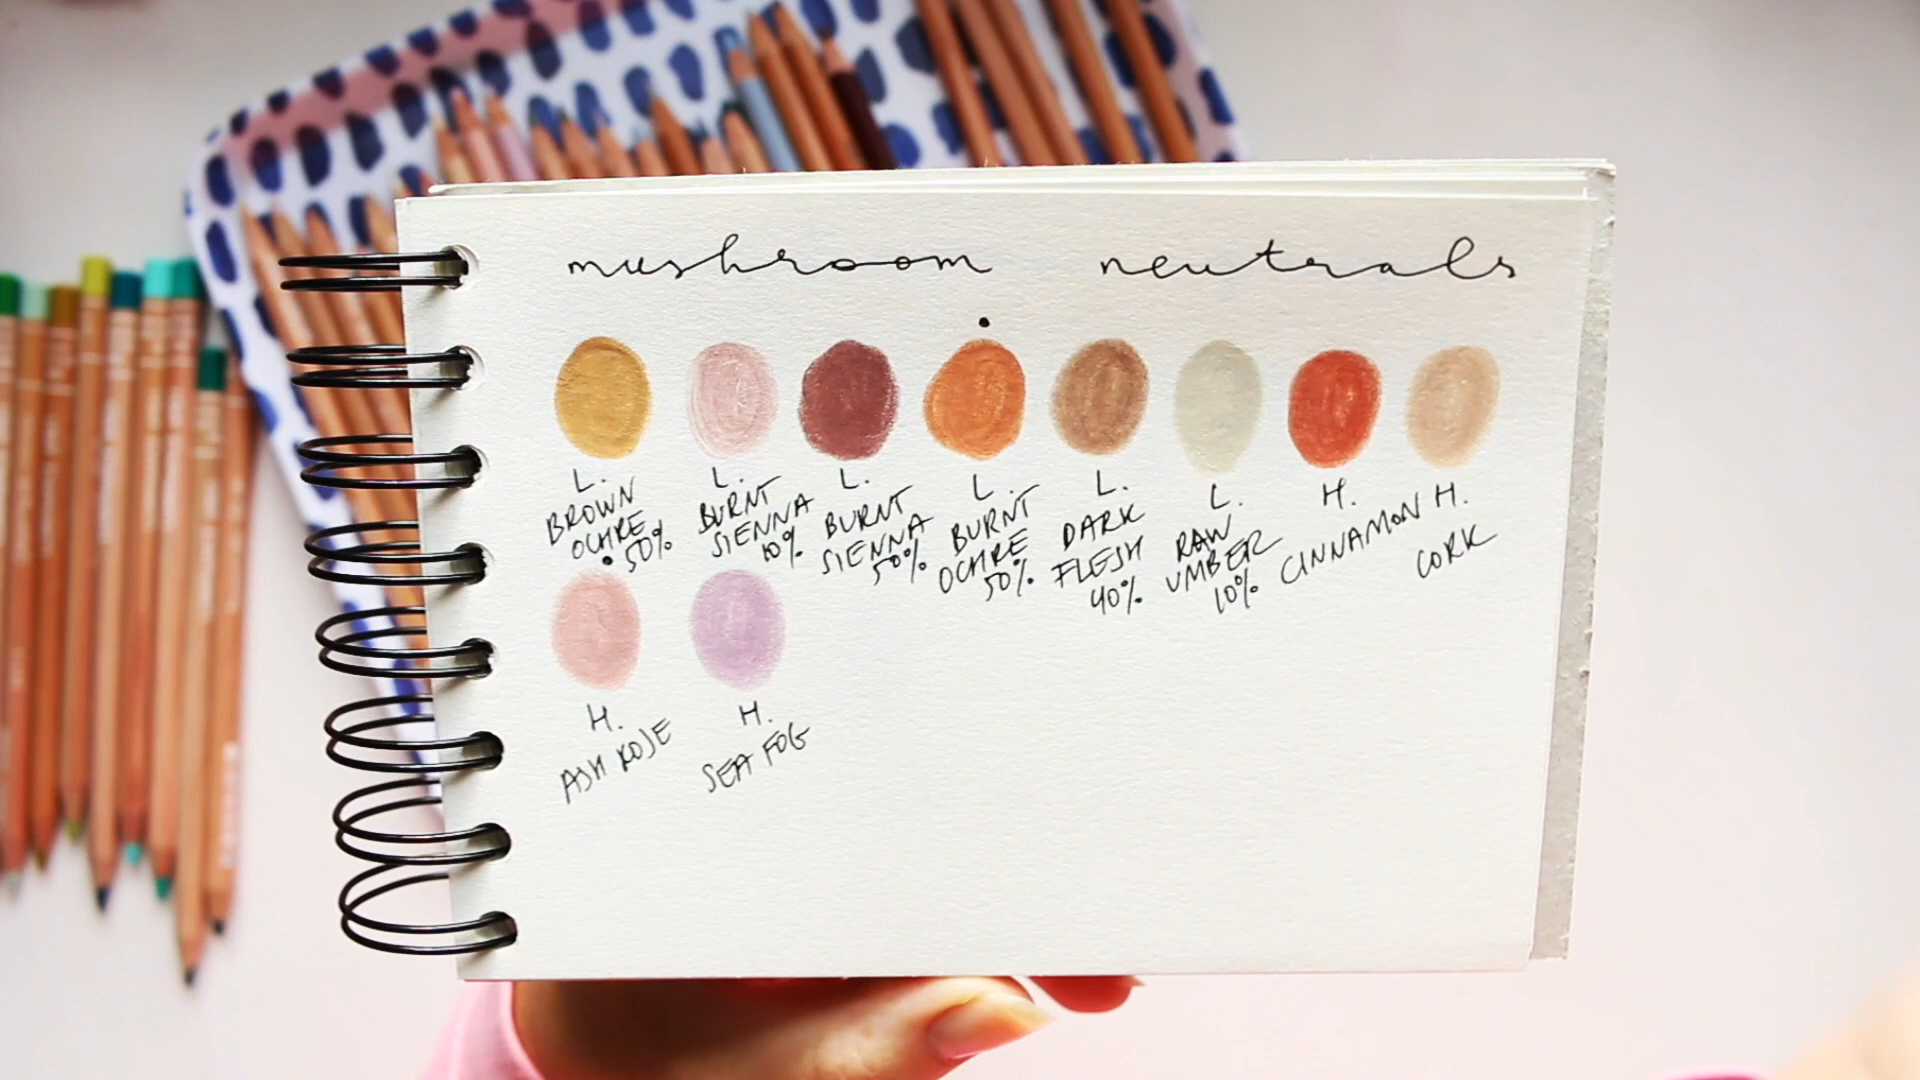 mushroom neutrals
L.
BROWN
OCHRE
50%
L.
BURNT
SIENNA
10%
L.
BURNT
SIENNA
50%
L.
BURNT
OCHRE
50%
L.
DARK
FLESH
40%
L.
RAW
UMBER
10%
H.
CINNAMON
H.
CORK
H.
ASH ROSE
H.
SEA FOG